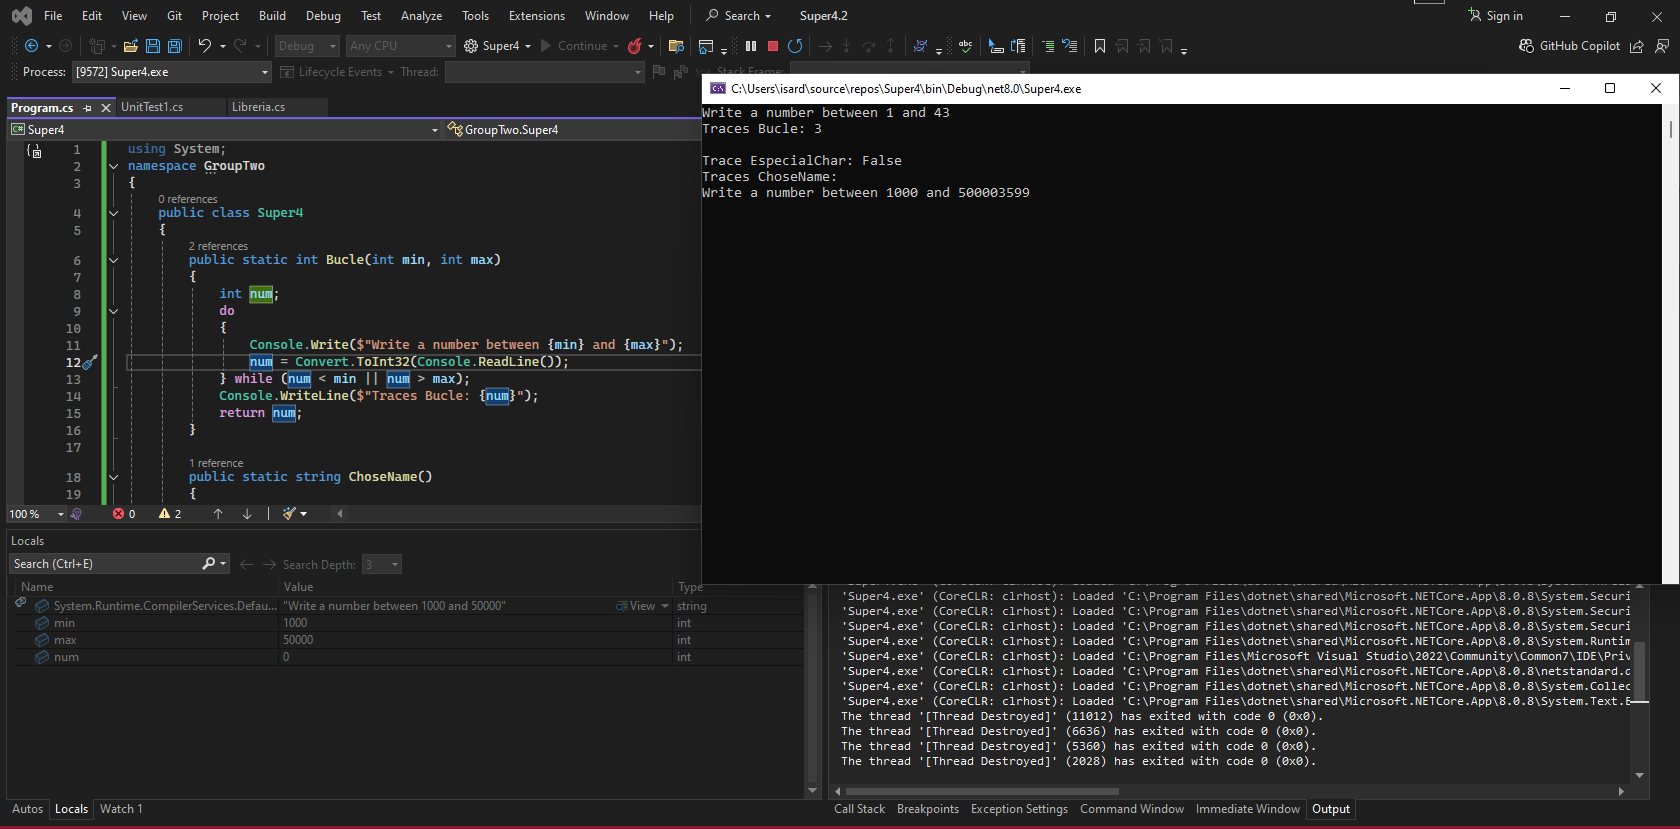 File Edit View Git Project Build Debug Test Analyze Tools Extensions Window Help Search Super4.2 Sign in
Debug Any CPU Super4 Continue abc GitHub Copilot
Process: [9572] Super4.exe Lifecycle Events Thread: Stack Frame:
C:\Users\isard\source\repos\Super4\bin\Debug\net8.0\Super4.exe
Write a number between 1 and 43
Traces Bucle: 3
Trace EspecialChar: False
Traces ChoseName:
Write a number between 1000 and 500003599
Program.cs UnitTest1.cs Libreria.cs
C# Super4 GroupTwo.Super4
1 using System;
2 namespace GroupTwo
3 {
0 references
4 public class Super4
5 {
2 references
6 public static int Bucle(int min, int max)
7 {
8 int num;
9 do
10 {
11 Console.Write($"Write a number between {min} and {max}");
12 num = Convert.ToInt32(Console.ReadLine());
13 } while (num < min || num > max);
14 Console.WriteLine($"Traces Bucle: {num}");
15 return num;
16 }
17
1 reference
18 public static string ChoseName()
19 {
100 % 0 2
Locals
Search (Ctrl+E) Search Depth: 3
Name Value Type
System.Runtime.CompilerServices.Defau... "Write a number between 1000 and 50000" View string
min 1000 int
max 50000 int
num 0 int
Autos Locals Watch 1
'Super4.exe' (CoreCLR: clrhost): Loaded 'C:\Program Files\dotnet\shared\Microsoft.NETCore.App\8.0.8\System.Securi
'Super4.exe' (CoreCLR: clrhost): Loaded 'C:\Program Files\dotnet\shared\Microsoft.NETCore.App\8.0.8\System.Securi
'Super4.exe' (CoreCLR: clrhost): Loaded 'C:\Program Files\dotnet\shared\Microsoft.NETCore.App\8.0.8\System.Securi
'Super4.exe' (CoreCLR: clrhost): Loaded 'C:\Program Files\dotnet\shared\Microsoft.NETCore.App\8.0.8\System.Runtim
'Super4.exe' (CoreCLR: clrhost): Loaded 'C:\Program Files\Microsoft Visual Studio\2022\Community\Common7\IDE\Priv
'Super4.exe' (CoreCLR: clrhost): Loaded 'C:\Program Files\dotnet\shared\Microsoft.NETCore.App\8.0.8\netstandard.d
'Super4.exe' (CoreCLR: clrhost): Loaded 'C:\Program Files\dotnet\shared\Microsoft.NETCore.App\8.0.8\System.Collec
'Super4.exe' (CoreCLR: clrhost): Loaded 'C:\Program Files\dotnet\shared\Microsoft.NETCore.App\8.0.8\System.Text.E
The thread '[Thread Destroyed]' (11012) has exited with code 0 (0x0).
The thread '[Thread Destroyed]' (6636) has exited with code 0 (0x0).
The thread '[Thread Destroyed]' (5360) has exited with code 0 (0x0).
The thread '[Thread Destroyed]' (2028) has exited with code 0 (0x0).
Call Stack Breakpoints Exception Settings Command Window Immediate Window Output